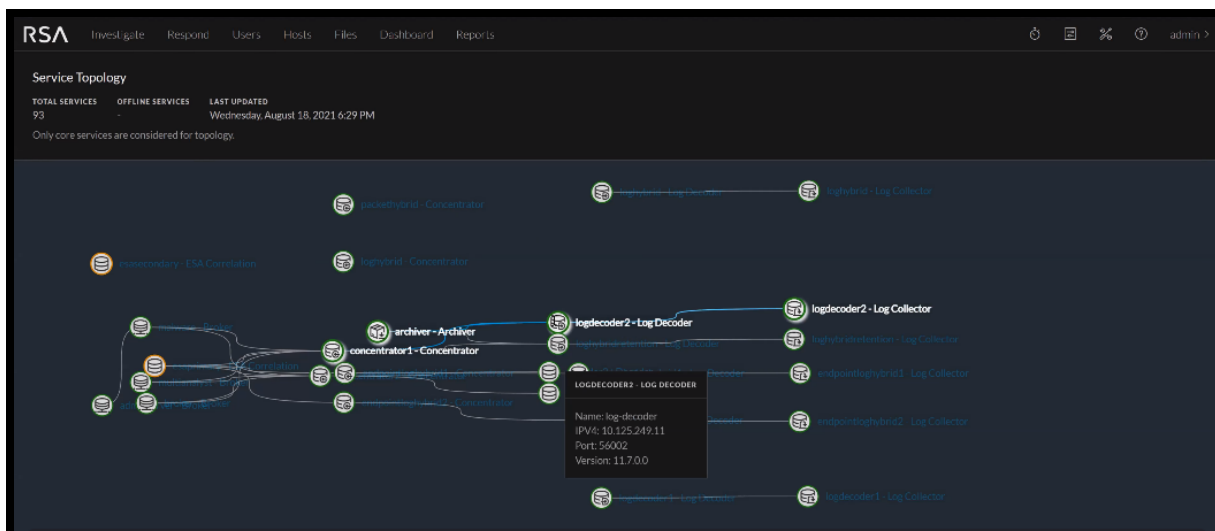 RSA Investigate Respond Users Hosts Files Dashboard Reports admin >
Service Topology
TOTAL SERVICES OFFLINE SERVICES LAST UPDATED
93 - Wednesday, August 18, 2021 6:29 PM
Only core services are considered for topology.
loghybrid - Log Decoder loghybrid - Log Collector
packethybrid - Concentrator
esasecondary - ESA Correlation loghybrid - Concentrator
logdecoder2 - Log Collector
archiver - Archiver logdecoder2 - Log Decoder
loghybridretention - Log Decoder loghybridretention - Log Collector
concentrator1 - Concentrator
endpointloghybrid1 - Log Collector
LOGDECODER2 - LOG DECODER
Name: log-decoder
IPV4: 10.125.249.11
Port: 56002
Version: 11.7.0.0
endpointloghybrid2 - Log Collector
logdecoder1 - Log Decoder logdecoder1 - Log Collector